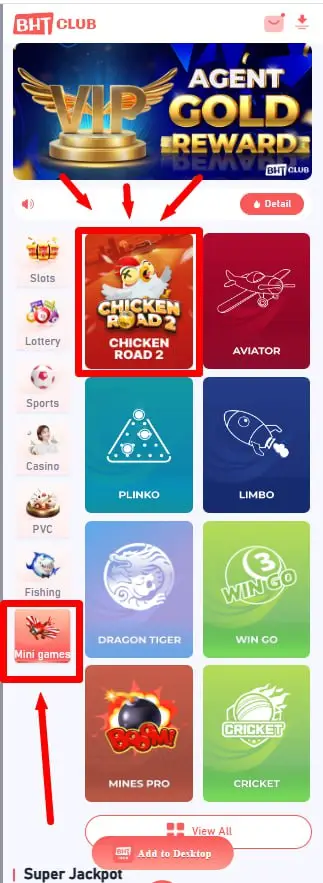 BHT CLUB
VIP
AGENT
GOLD
REWARD
BHT CLUB
Detail
Slots
Lottery
Sports
Casino
PVC
Fishing
Mini games
CHICKEN
ROAD 2
CHICKEN
ROAD 2
AVIATOR
PLINKO
LIMBO
DRAGON TIGER
3
WIN GO
WIN GO
BOOM!
MINES PRO
CRICKET
CRICKET
View All
BHT
Add to Desktop
Super Jackpot